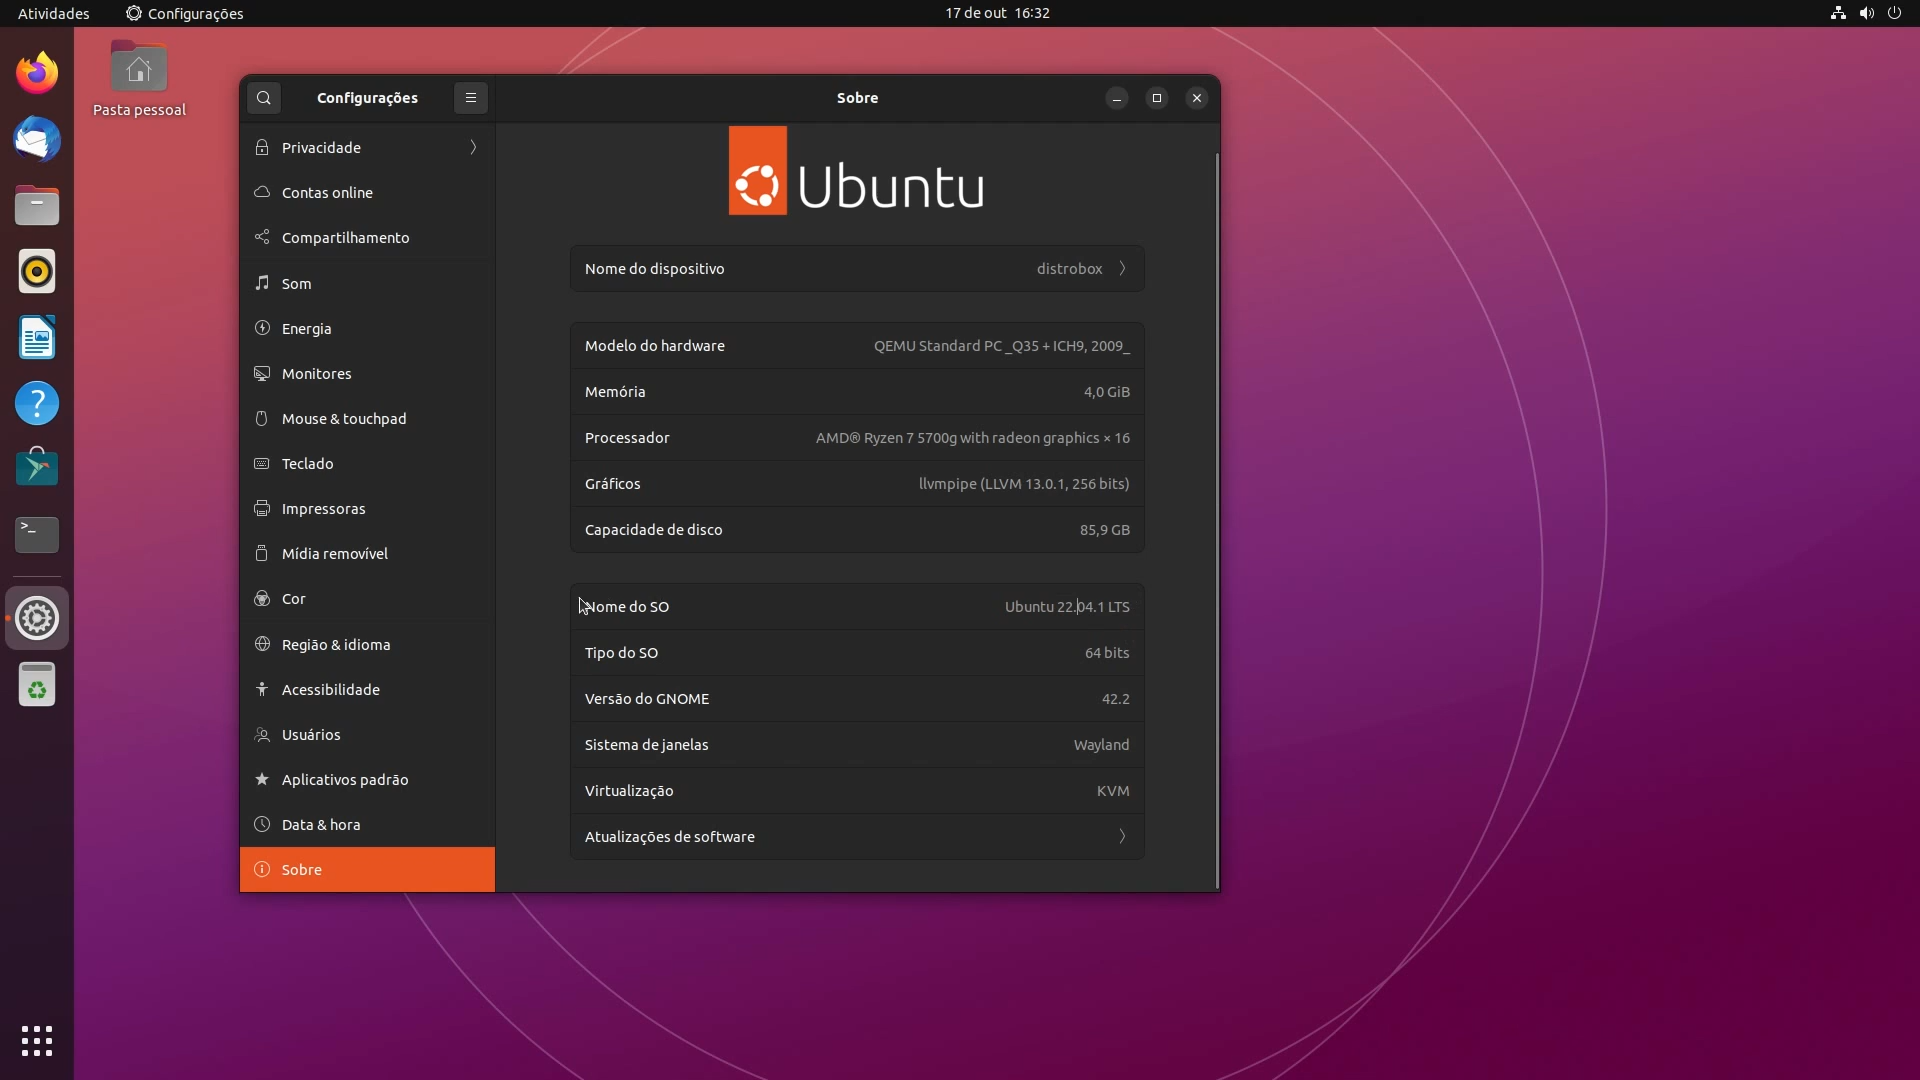 Atividades
Configurações
17 de out 16:32
Pasta pessoal
Configurações
Sobre
Privacidade
Contas online
Compartilhamento
Som
Energia
Monitores
Mouse & touchpad
Teclado
Impressoras
Mídia removível
Cor
Região & idioma
Acessibilidade
Usuários
Aplicativos padrão
Data & hora
Sobre
Ubuntu
Nome do dispositivo distrobox
Modelo do hardware QEMU Standard PC _Q35 + ICH9, 2009_
Memória 4,0 GiB
Processador AMD® Ryzen 7 5700g with radeon graphics × 16
Gráficos llvmpipe (LLVM 13.0.1, 256 bits)
Capacidade de disco 85,9 GB
Nome do SO Ubuntu 22.04.1 LTS
Tipo do SO 64 bits
Versão do GNOME 42.2
Sistema de janelas Wayland
Virtualização KVM
Atualizações de software